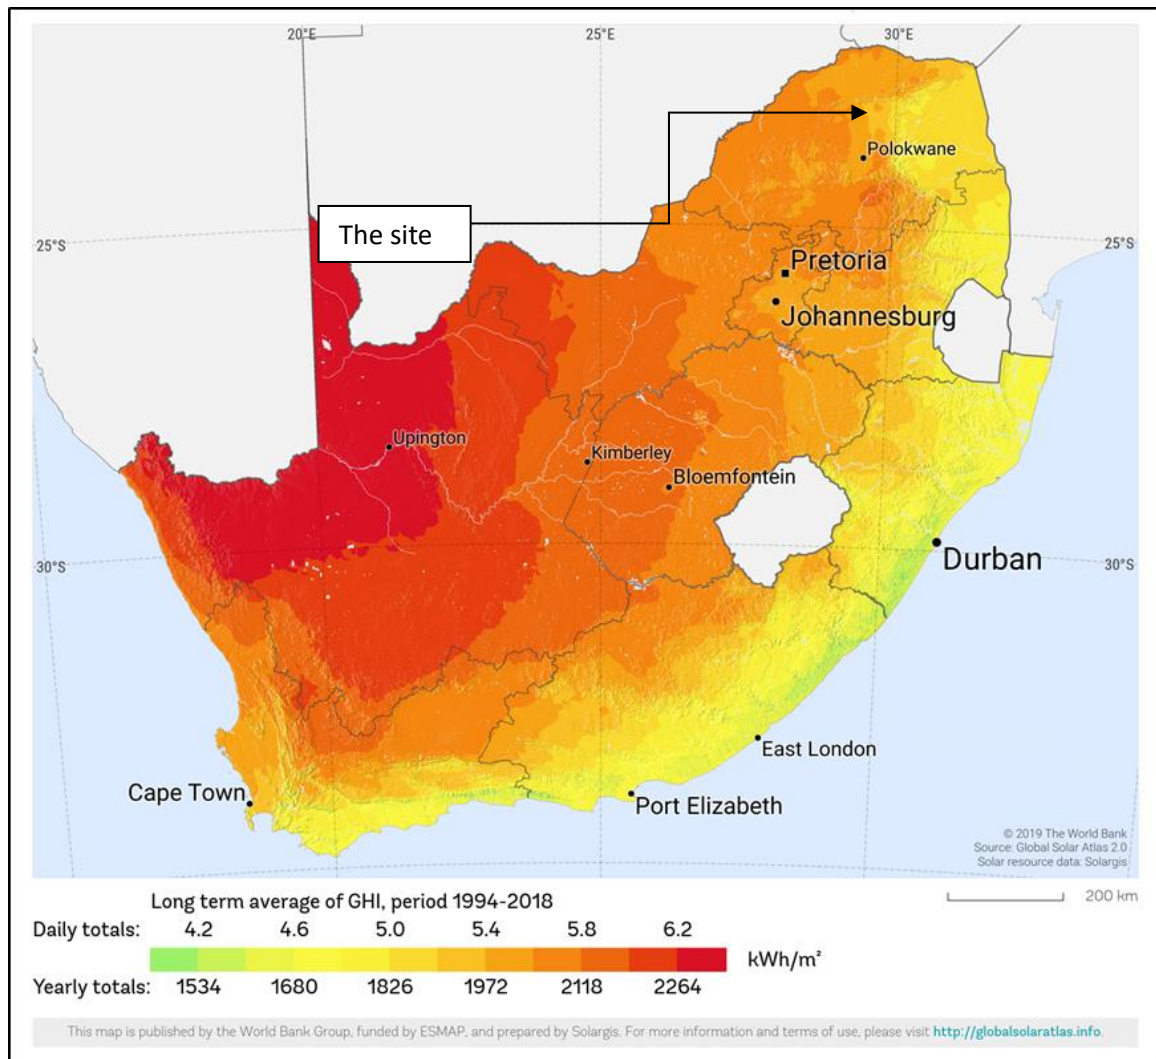 20°E 25°E 30°E
Polokwane
The site
25°S 25°S
Pretoria
Johannesburg
Upington
Kimberley
Bloemfontein
Durban
30°S 30°S
East London
Cape Town
Port Elizabeth
© 2019 The World Bank
Source: Global Solar Atlas 2.0
Solar resource data: Solargis
Long term average of GHI, period 1994-2018
200 km
Daily totals: 4.2 4.6 5.0 5.4 5.8 6.2
kWh/m²
Yearly totals: 1534 1680 1826 1972 2118 2264
This map is published by the World Bank Group, funded by ESMAP, and prepared by Solargis. For more information and terms of use, please visit http://globalsolaratlas.info.